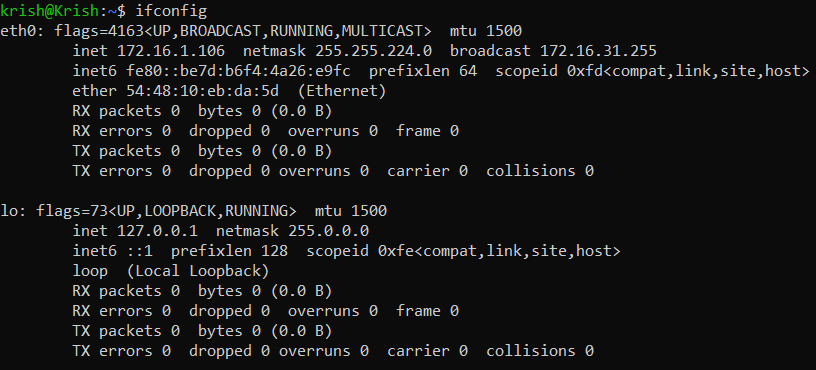 krish@Krish:~$ ifconfig
eth0: flags=4163<UP,BROADCAST,RUNNING,MULTICAST>  mtu 1500
        inet 172.16.1.106  netmask 255.255.224.0  broadcast 172.16.31.255
        inet6 fe80::be7d:b6f4:4a26:e9fc  prefixlen 64  scopeid 0xfd<compat,link,site,host>
        ether 54:48:10:eb:da:5d  (Ethernet)
        RX packets 0  bytes 0 (0.0 B)
        RX errors 0  dropped 0  overruns 0  frame 0
        TX packets 0  bytes 0 (0.0 B)
        TX errors 0  dropped 0 overruns 0  carrier 0  collisions 0

lo: flags=73<UP,LOOPBACK,RUNNING>  mtu 1500
        inet 127.0.0.1  netmask 255.0.0.0
        inet6 ::1  prefixlen 128  scopeid 0xfe<compat,link,site,host>
        loop  (Local Loopback)
        RX packets 0  bytes 0 (0.0 B)
        RX errors 0  dropped 0  overruns 0  frame 0
        TX packets 0  bytes 0 (0.0 B)
        TX errors 0  dropped 0 overruns 0  carrier 0  collisions 0